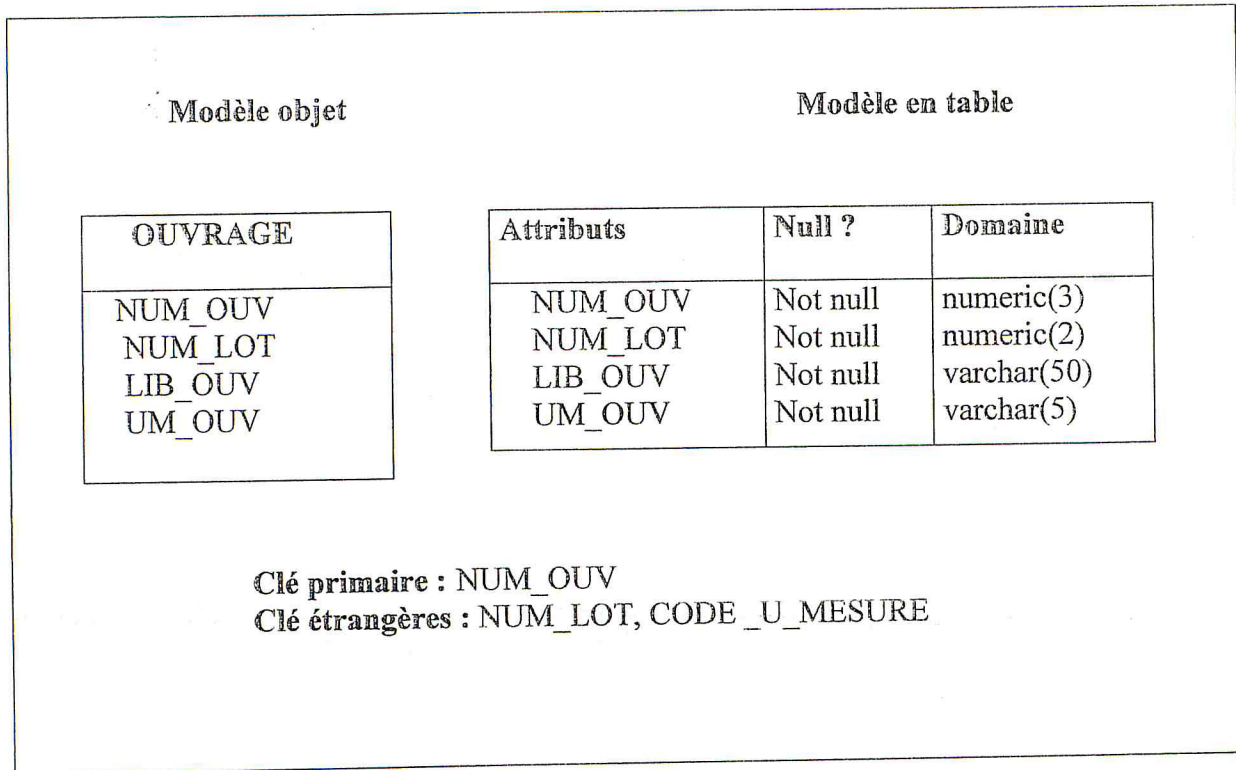 Modèle objet
Modèle en table
OUVRAGE
NUM_OUV
NUM_LOT
LIB_OUV
UM_OUV
Attributs Null ? Domaine
NUM_OUV Not null numeric(3)
NUM_LOT Not null numeric(2)
LIB_OUV Not null varchar(50)
UM_OUV Not null varchar(5)
Clé primaire : NUM_OUV
Clé étrangères : NUM_LOT, CODE _U_MESURE